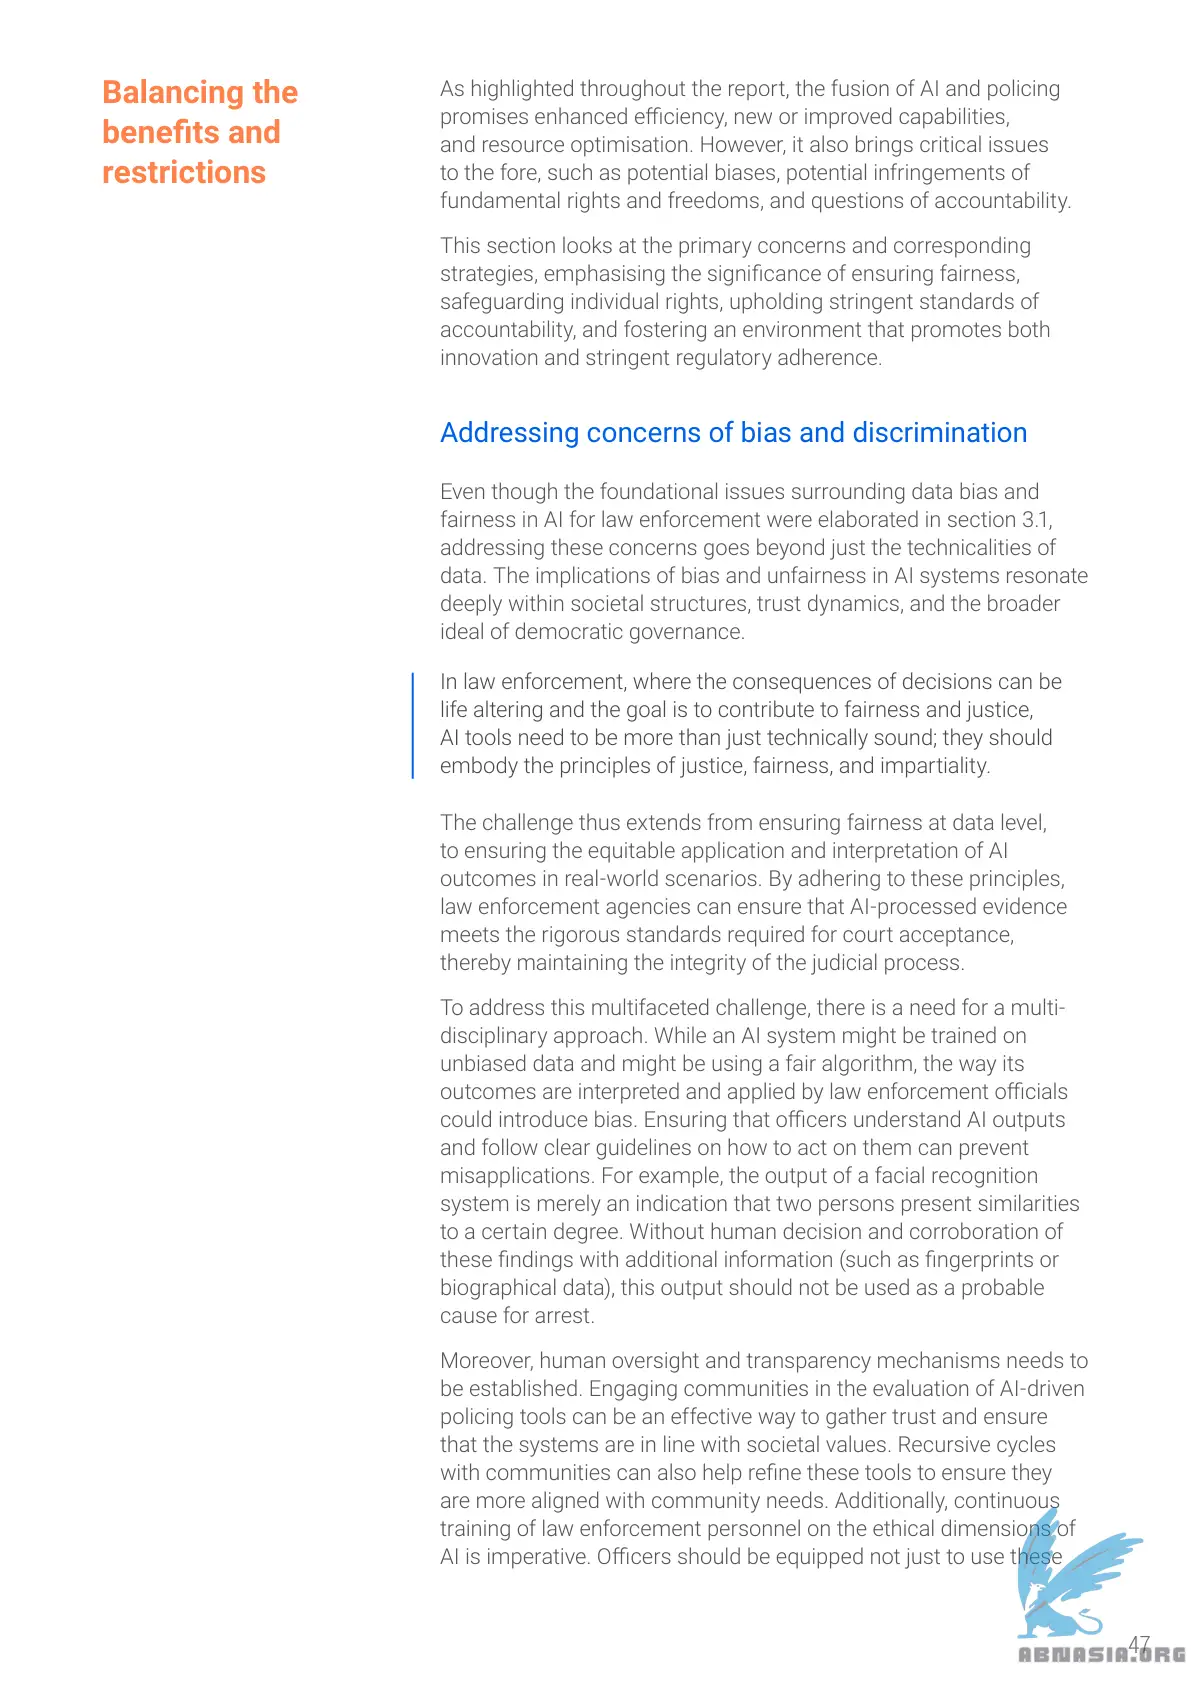 Balancing the
benefits and
restrictions
As highlighted throughout the report, the fusion of AI and policing
promises enhanced efficiency, new or improved capabilities,
and resource optimisation. However, it also brings critical issues
to the fore, such as potential biases, potential infringements of
fundamental rights and freedoms, and questions of accountability.
This section looks at the primary concerns and corresponding
strategies, emphasising the significance of ensuring fairness,
safeguarding individual rights, upholding stringent standards of
accountability, and fostering an environment that promotes both
innovation and stringent regulatory adherence.
Addressing concerns of bias and discrimination
Even though the foundational issues surrounding data bias and
fairness in AI for law enforcement were elaborated in section 3.1,
addressing these concerns goes beyond just the technicalities of
data. The implications of bias and unfairness in AI systems resonate
deeply within societal structures, trust dynamics, and the broader
ideal of democratic governance.
In law enforcement, where the consequences of decisions can be
life altering and the goal is to contribute to fairness and justice,
AI tools need to be more than just technically sound; they should
embody the principles of justice, fairness, and impartiality.
The challenge thus extends from ensuring fairness at data level,
to ensuring the equitable application and interpretation of AI
outcomes in real-world scenarios. By adhering to these principles,
law enforcement agencies can ensure that AI-processed evidence
meets the rigorous standards required for court acceptance,
thereby maintaining the integrity of the judicial process.
To address this multifaceted challenge, there is a need for a multi-
disciplinary approach. While an AI system might be trained on
unbiased data and might be using a fair algorithm, the way its
outcomes are interpreted and applied by law enforcement officials
could introduce bias. Ensuring that officers understand AI outputs
and follow clear guidelines on how to act on them can prevent
misapplications. For example, the output of a facial recognition
system is merely an indication that two persons present similarities
to a certain degree. Without human decision and corroboration of
these findings with additional information (such as fingerprints or
biographical data), this output should not be used as a probable
cause for arrest.
Moreover, human oversight and transparency mechanisms needs to
be established. Engaging communities in the evaluation of AI-driven
policing tools can be an effective way to gather trust and ensure
that the systems are in line with societal values. Recursive cycles
with communities can also help refine these tools to ensure they
are more aligned with community needs. Additionally, continuous
training of law enforcement personnel on the ethical dimensions of
AI is imperative. Officers should be equipped not just to use these
47
ABNASIA.ORG